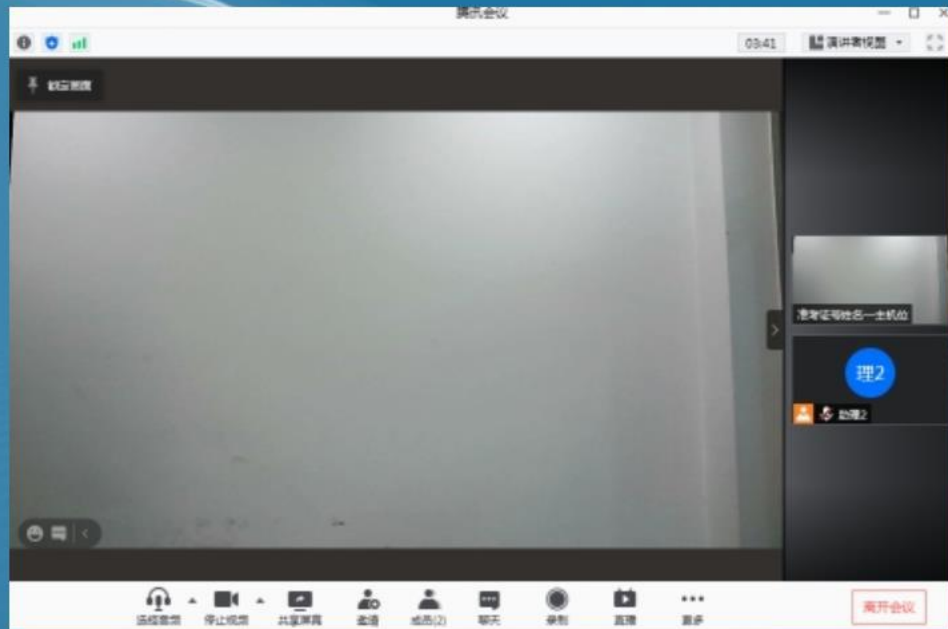 腾讯会议
03:41
演讲者视图
锁定画面
准考证号姓名—主机位
理2
助理2
选择音频
停止视频
共享屏幕
邀请
成员(2)
聊天
录制
直播
更多
离开会议